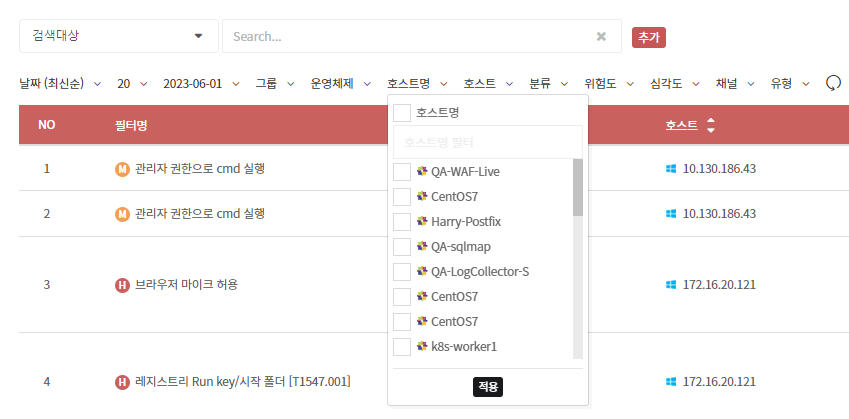 검색대상 Search... 추가
날짜 (최신순) 20 2023-06-01 그룹 운영체제 호스트명 호스트 분류 위험도 심각도 채널 유형
호스트명
호스트명 필터
QA-WAF-Live
CentOS7
Harry-Postfix
QA-sqlmap
QA-LogCollector-S
CentOS7
CentOS7
k8s-worker1
적용
NO 필터명 호스트
1 M 관리자 권한으로 cmd 실행 10.130.186.43
2 M 관리자 권한으로 cmd 실행 10.130.186.43
3 H 브라우저 마이크 허용 172.16.20.121
4 H 레지스트리 Run key/시작 폴더 [T1547.001] 172.16.20.121